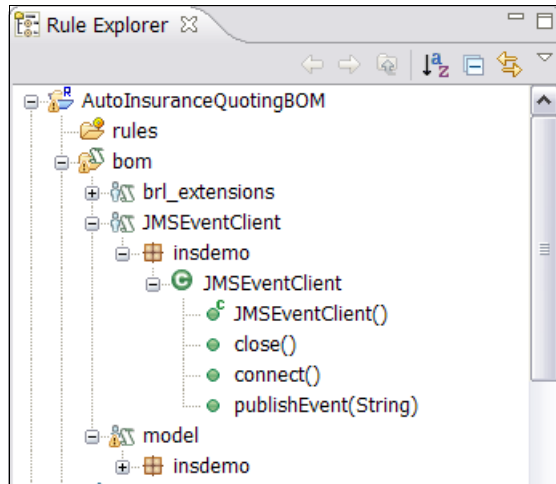 Rule Explorer
AutoInsuranceQuotingBOM
rules
bom
brl_extensions
JMSEventClient
insdemo
JMSEventClient
JMSEventClient()
close()
connect()
publishEvent(String)
model
insdemo